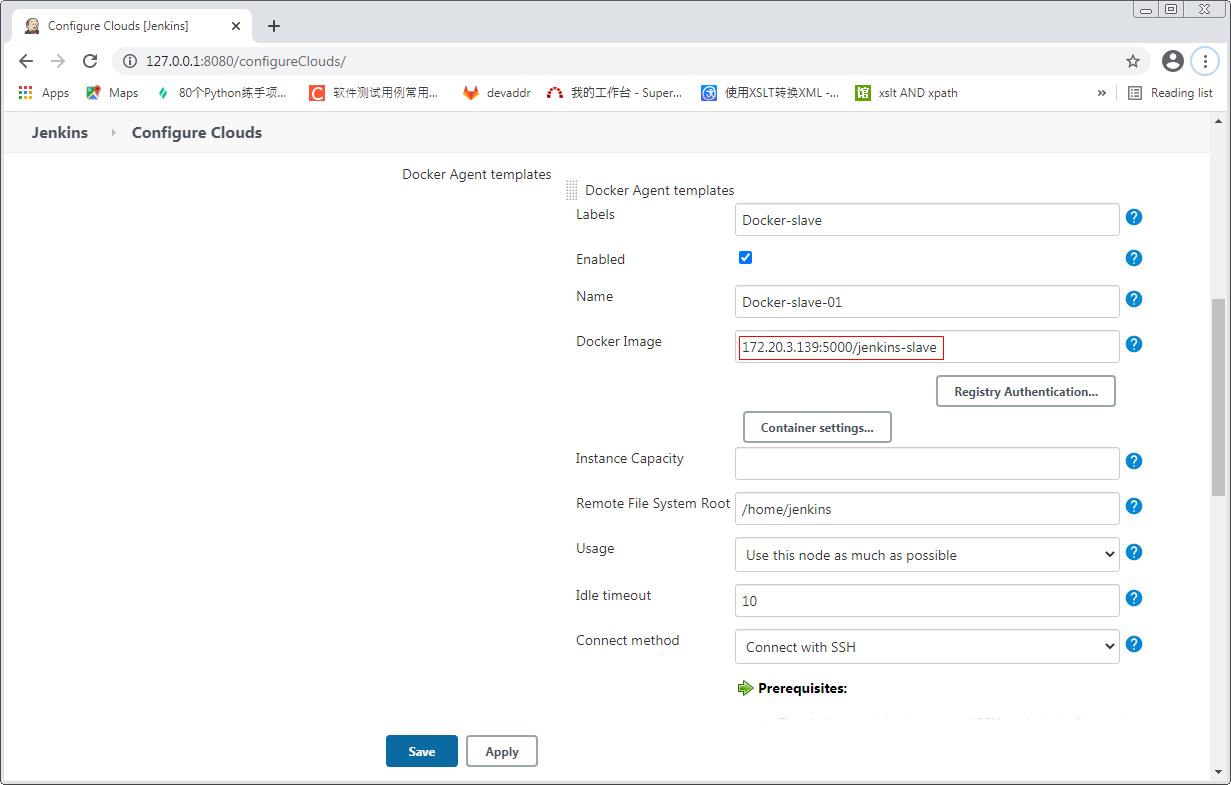 Configure Clouds [Jenkins]
127.0.0.1:8080/configureClouds/
Apps
Maps
80个Python练手项...
软件测试用例常用...
devaddr
我的工作台 - Super...
使用XSLT转换XML -...
馆
xslt AND xpath
»
Reading list
Jenkins
Configure Clouds
Docker Agent templates
Docker Agent templates
Labels
Docker-slave
Enabled
Name
Docker-slave-01
Docker Image
172.20.3.139:5000/jenkins-slave
Registry Authentication...
Container settings...
Instance Capacity
Remote File System Root
/home/jenkins
Usage
Use this node as much as possible
Idle timeout
10
Connect method
Connect with SSH
Prerequisites:
Save
Apply